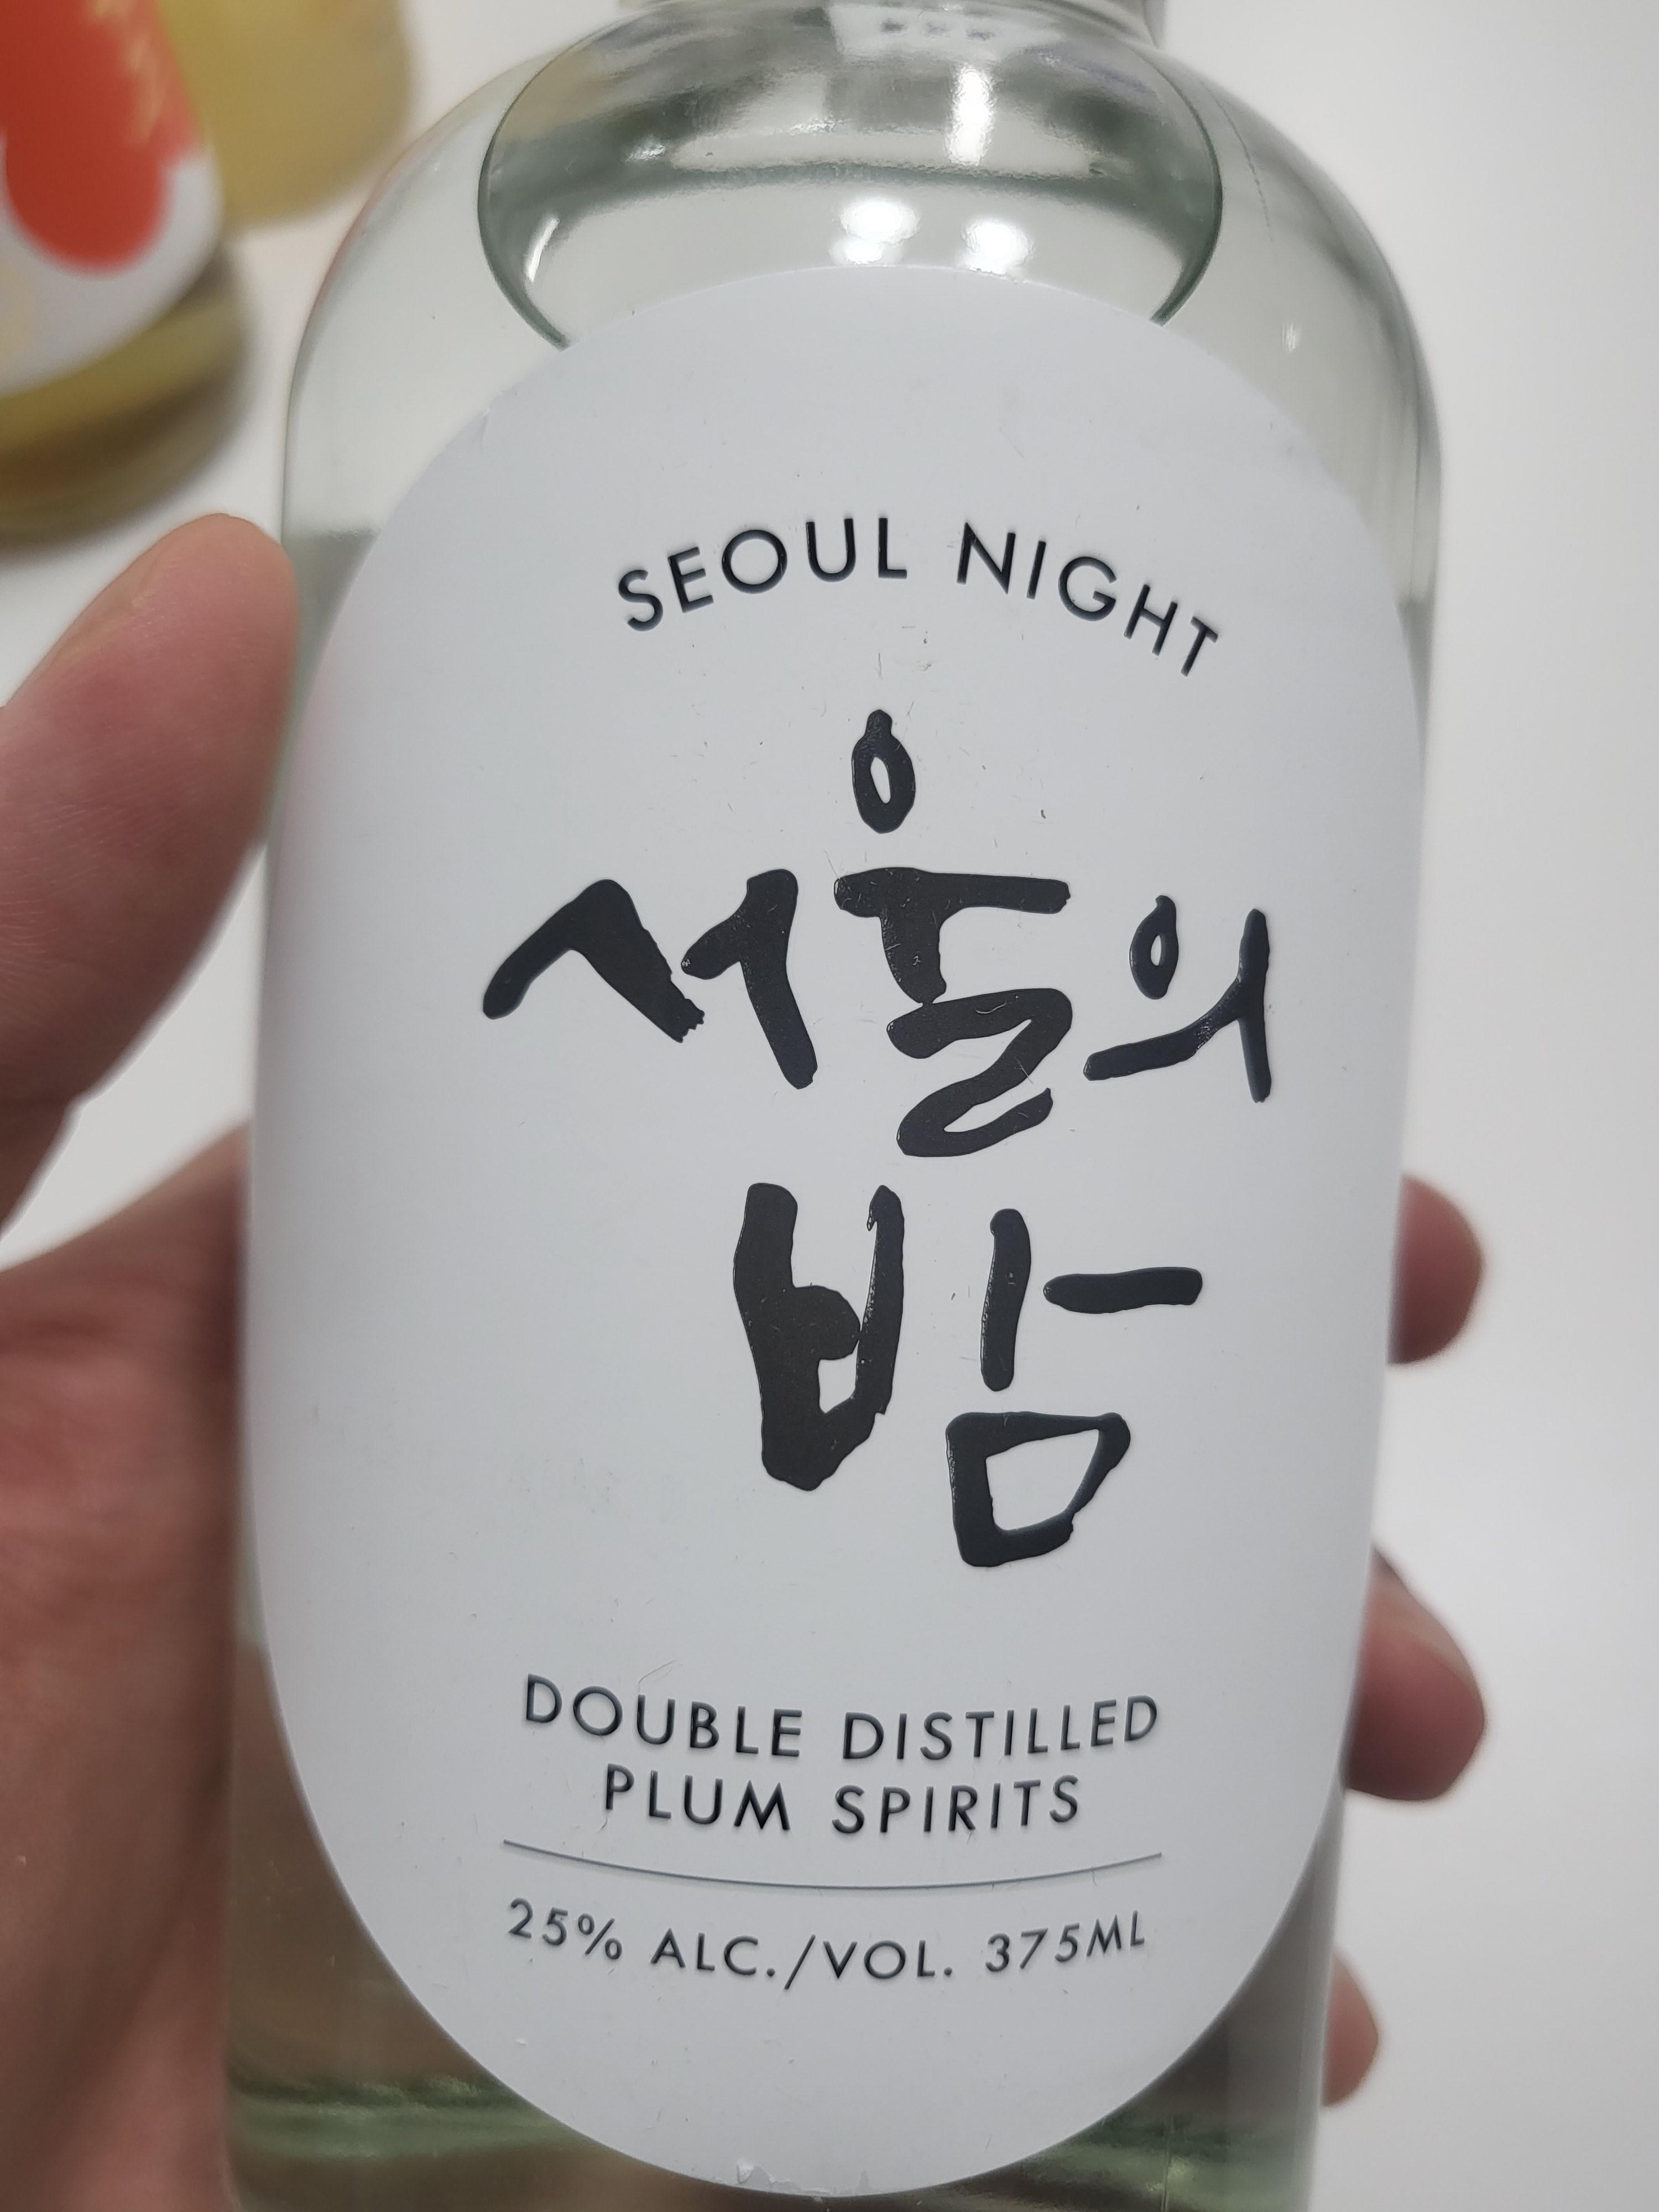 SEOUL NIGHT
서울의
밤
DOUBLE DISTILLED
PLUM SPIRITS
25% ALC./VOL. 375ML